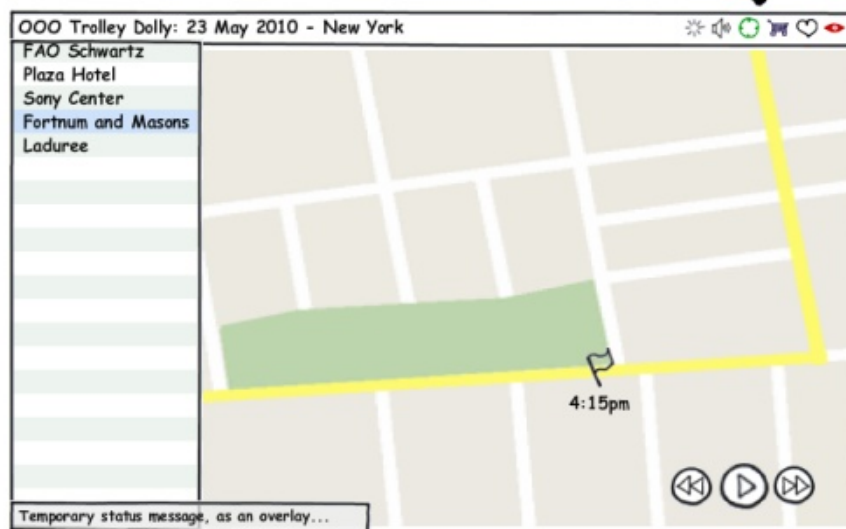 OOO Trolley Dolly: 23 May 2010 - New York
FAO Schwartz
Plaza Hotel
Sony Center
Fortnum and Masons
Laduree
4:15pm
Temporary status message, as an overlay...